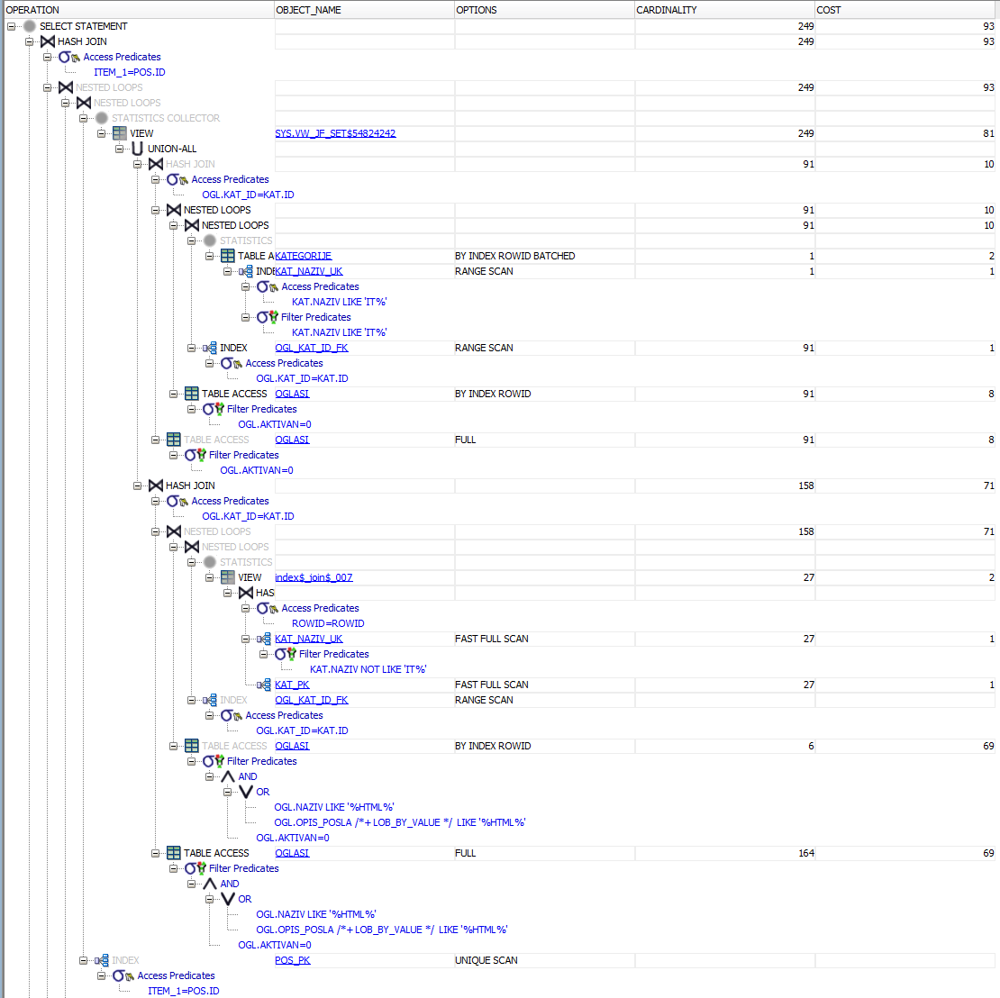 OPERATION OBJECT_NAME OPTIONS CARDINALITY COST
SELECT STATEMENT 249 93
HASH JOIN 249 93
Access Predicates
ITEM_1=POS.ID
NESTED LOOPS 249 93
NESTED LOOPS
STATISTICS COLLECTOR
VIEW SYS.VW_JF_SET$54824242 249 81
UNION-ALL
HASH JOIN 91 10
Access Predicates
OGL.KAT_ID=KAT.ID
NESTED LOOPS 91 10
NESTED LOOPS 91 10
STATISTICS
TABLE A KATEGORIJE BY INDEX ROWID BATCHED 1 2
INDE KAT_NAZIV_UK RANGE SCAN 1 1
Access Predicates
KAT.NAZIV LIKE 'IT%'
Filter Predicates
KAT.NAZIV LIKE 'IT%'
INDEX OGL_KAT_ID_FK RANGE SCAN 91 1
Access Predicates
OGL.KAT_ID=KAT.ID
TABLE ACCESS OGLASI BY INDEX ROWID 91 8
Filter Predicates
OGL.AKTIVAN=0
TABLE ACCESS OGLASI FULL 91 8
Filter Predicates
OGL.AKTIVAN=0
HASH JOIN 158 71
Access Predicates
OGL.KAT_ID=KAT.ID
NESTED LOOPS 158 71
NESTED LOOPS
STATISTICS
VIEW index$_join$_007 27 2
HAS
Access Predicates
ROWID=ROWID
KAT_NAZIV_UK FAST FULL SCAN 27 1
Filter Predicates
KAT.NAZIV NOT LIKE 'IT%'
KAT_PK FAST FULL SCAN 27 1
INDEX OGL_KAT_ID_FK RANGE SCAN
Access Predicates
OGL.KAT_ID=KAT.ID
TABLE ACCESS OGLASI BY INDEX ROWID 6 69
Filter Predicates
AND
OR
OGL.NAZIV LIKE '%HTML%'
OGL.OPIS_POSLA /*+ LOB_BY_VALUE */ LIKE '%HTML%'
OGL.AKTIVAN=0
TABLE ACCESS OGLASI FULL 164 69
Filter Predicates
AND
OR
OGL.NAZIV LIKE '%HTML%'
OGL.OPIS_POSLA /*+ LOB_BY_VALUE */ LIKE '%HTML%'
OGL.AKTIVAN=0
INDEX POS_PK UNIQUE SCAN
Access Predicates
ITEM_1=POS.ID